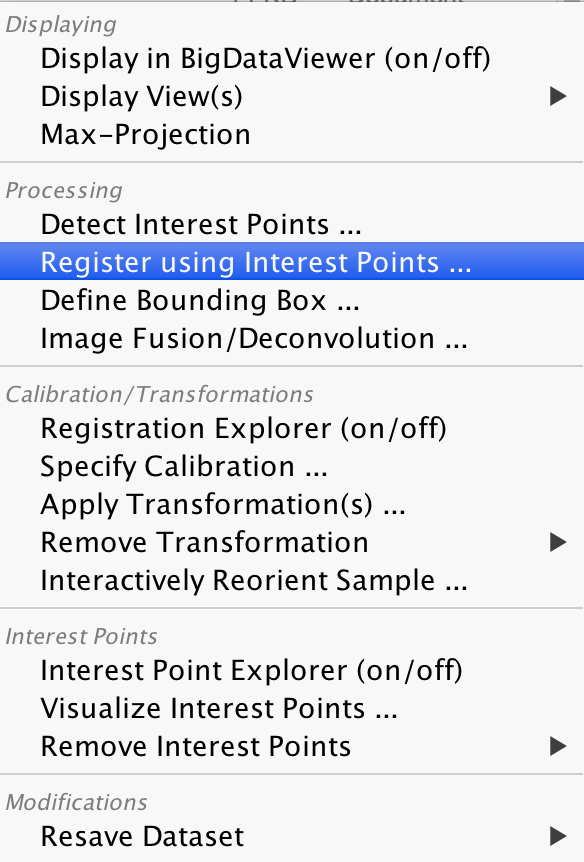 Displaying
Display in BigDataViewer (on/off)
Display View(s)
Max-Projection
Processing
Detect Interest Points ...
Register using Interest Points ...
Define Bounding Box ...
Image Fusion/Deconvolution ...
Calibration/Transformations
Registration Explorer (on/off)
Specify Calibration ...
Apply Transformation(s) ...
Remove Transformation
Interactively Reorient Sample ...
Interest Points
Interest Point Explorer (on/off)
Visualize Interest Points ...
Remove Interest Points
Modifications
Resave Dataset